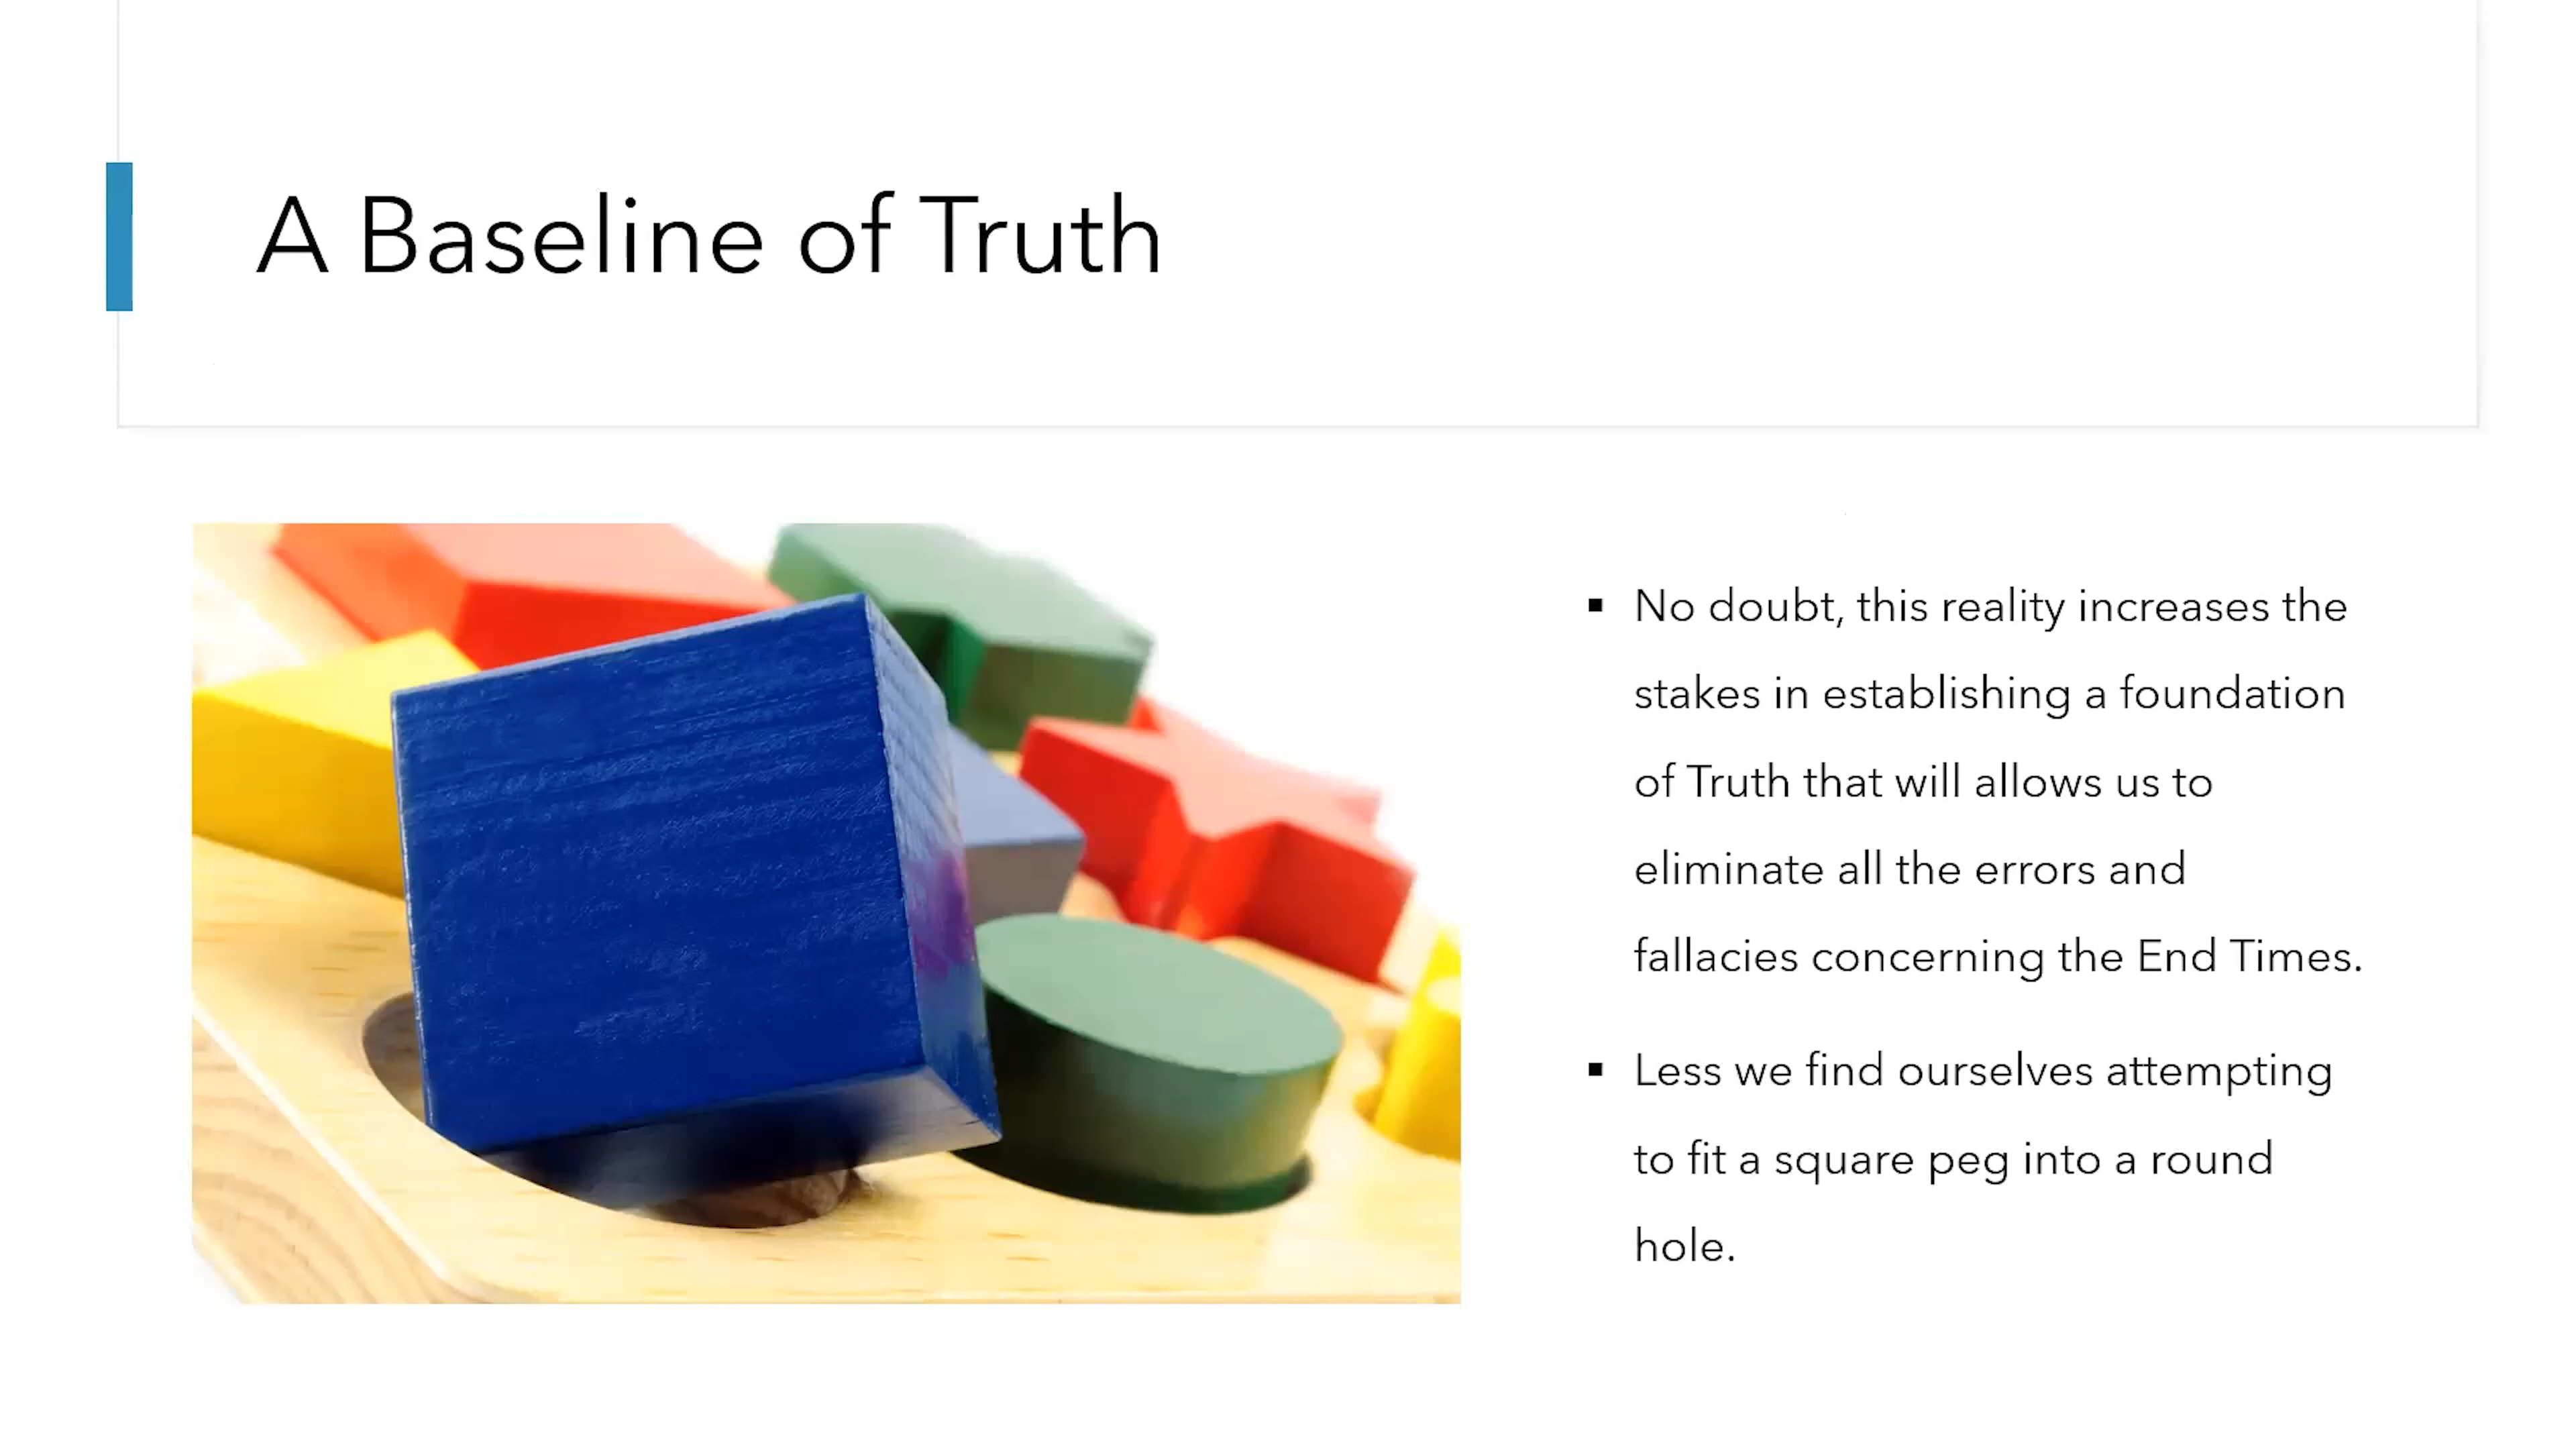 A Baseline of Truth
▪ No doubt, this reality increases the
stakes in establishing a foundation
of Truth that will allows us to
eliminate all the errors and
fallacies concerning the End Times.
▪ Less we find ourselves attempting
to fit a square peg into a round
hole.